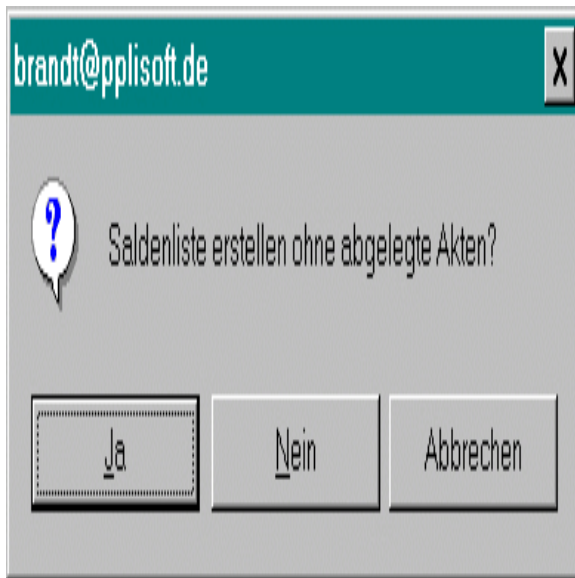 brandt@pplisoft.de
Saldenliste erstellen ohne abgelegte Akten?
Ja
Nein
Abbrechen